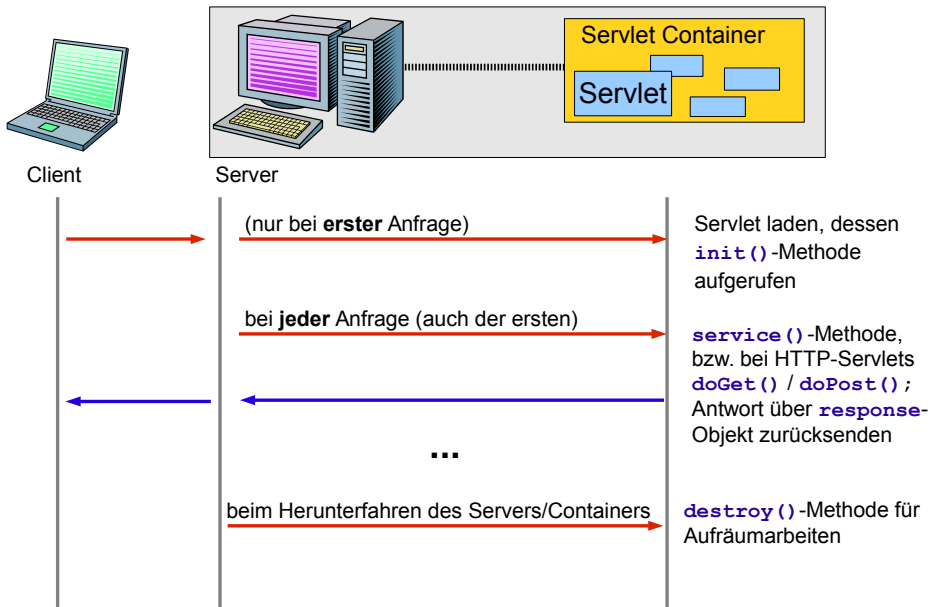 Servlet Container
Servlet
Client
Server
(nur bei erster Anfrage)
Servlet laden, dessen
init()-Methode
aufgerufen
bei jeder Anfrage (auch der ersten)
service()-Methode,
bzw. bei HTTP-Servlets
doGet() / doPost();
Antwort über response-
Objekt zurücksenden
...
beim Herunterfahren des Servers/Containers
destroy()-Methode für
Aufräumarbeiten